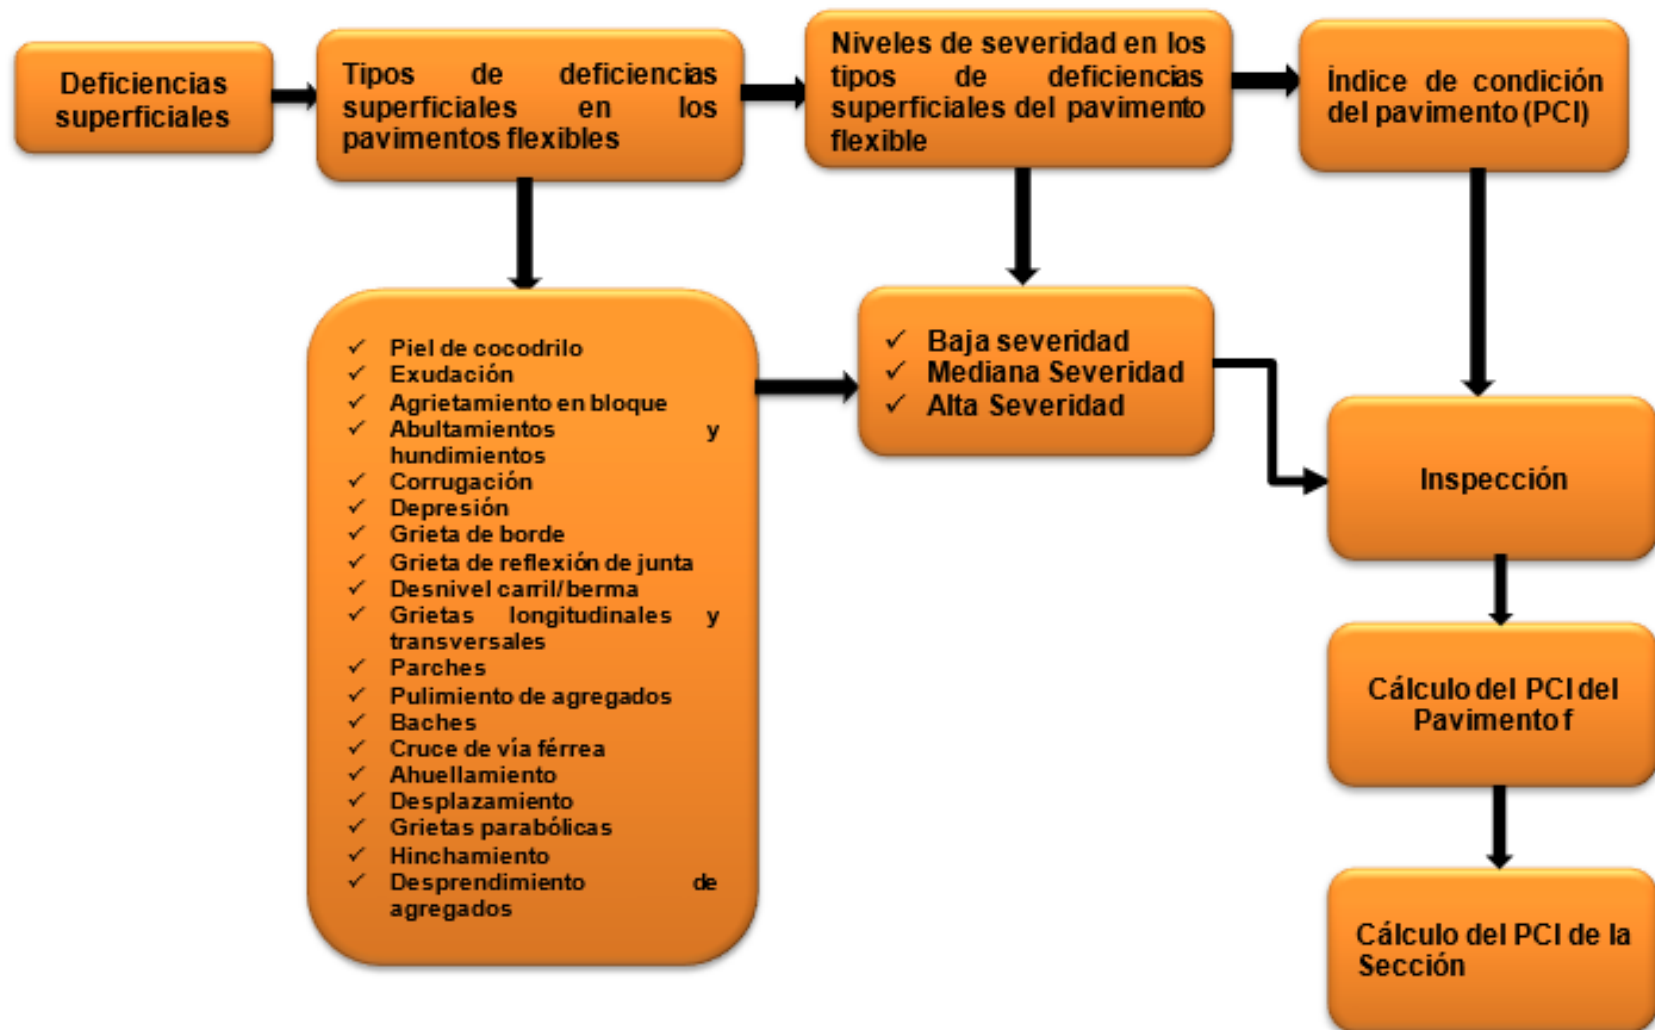 Deficiencias
superficiales
Tipos de deficiencias
superficiales en los
pavimentos flexibles
Niveles de severidad en los
tipos de deficiencias
superficiales del pavimento
flexible
Índice de condición
del pavimento (PCI)
✓ Piel de cocodrilo
✓ Exudación
✓ Agrietamiento en bloque
✓ Abultamientos y
hundimientos
✓ Corrugación
✓ Depresión
✓ Grieta de borde
✓ Grieta de reflexión de junta
✓ Desnivel carril/berma
✓ Grietas longitudinales y
transversales
✓ Parches
✓ Pulimiento de agregados
✓ Baches
✓ Cruce de vía férrea
✓ Ahuellamiento
✓ Desplazamiento
✓ Grietas parabólicas
✓ Hinchamiento
✓ Desprendimiento de
agregados
✓ Baja severidad
✓ Mediana Severidad
✓ Alta Severidad
Inspección
Cálculo del PCI del
Pavimento f
Cálculo del PCI de la
Sección